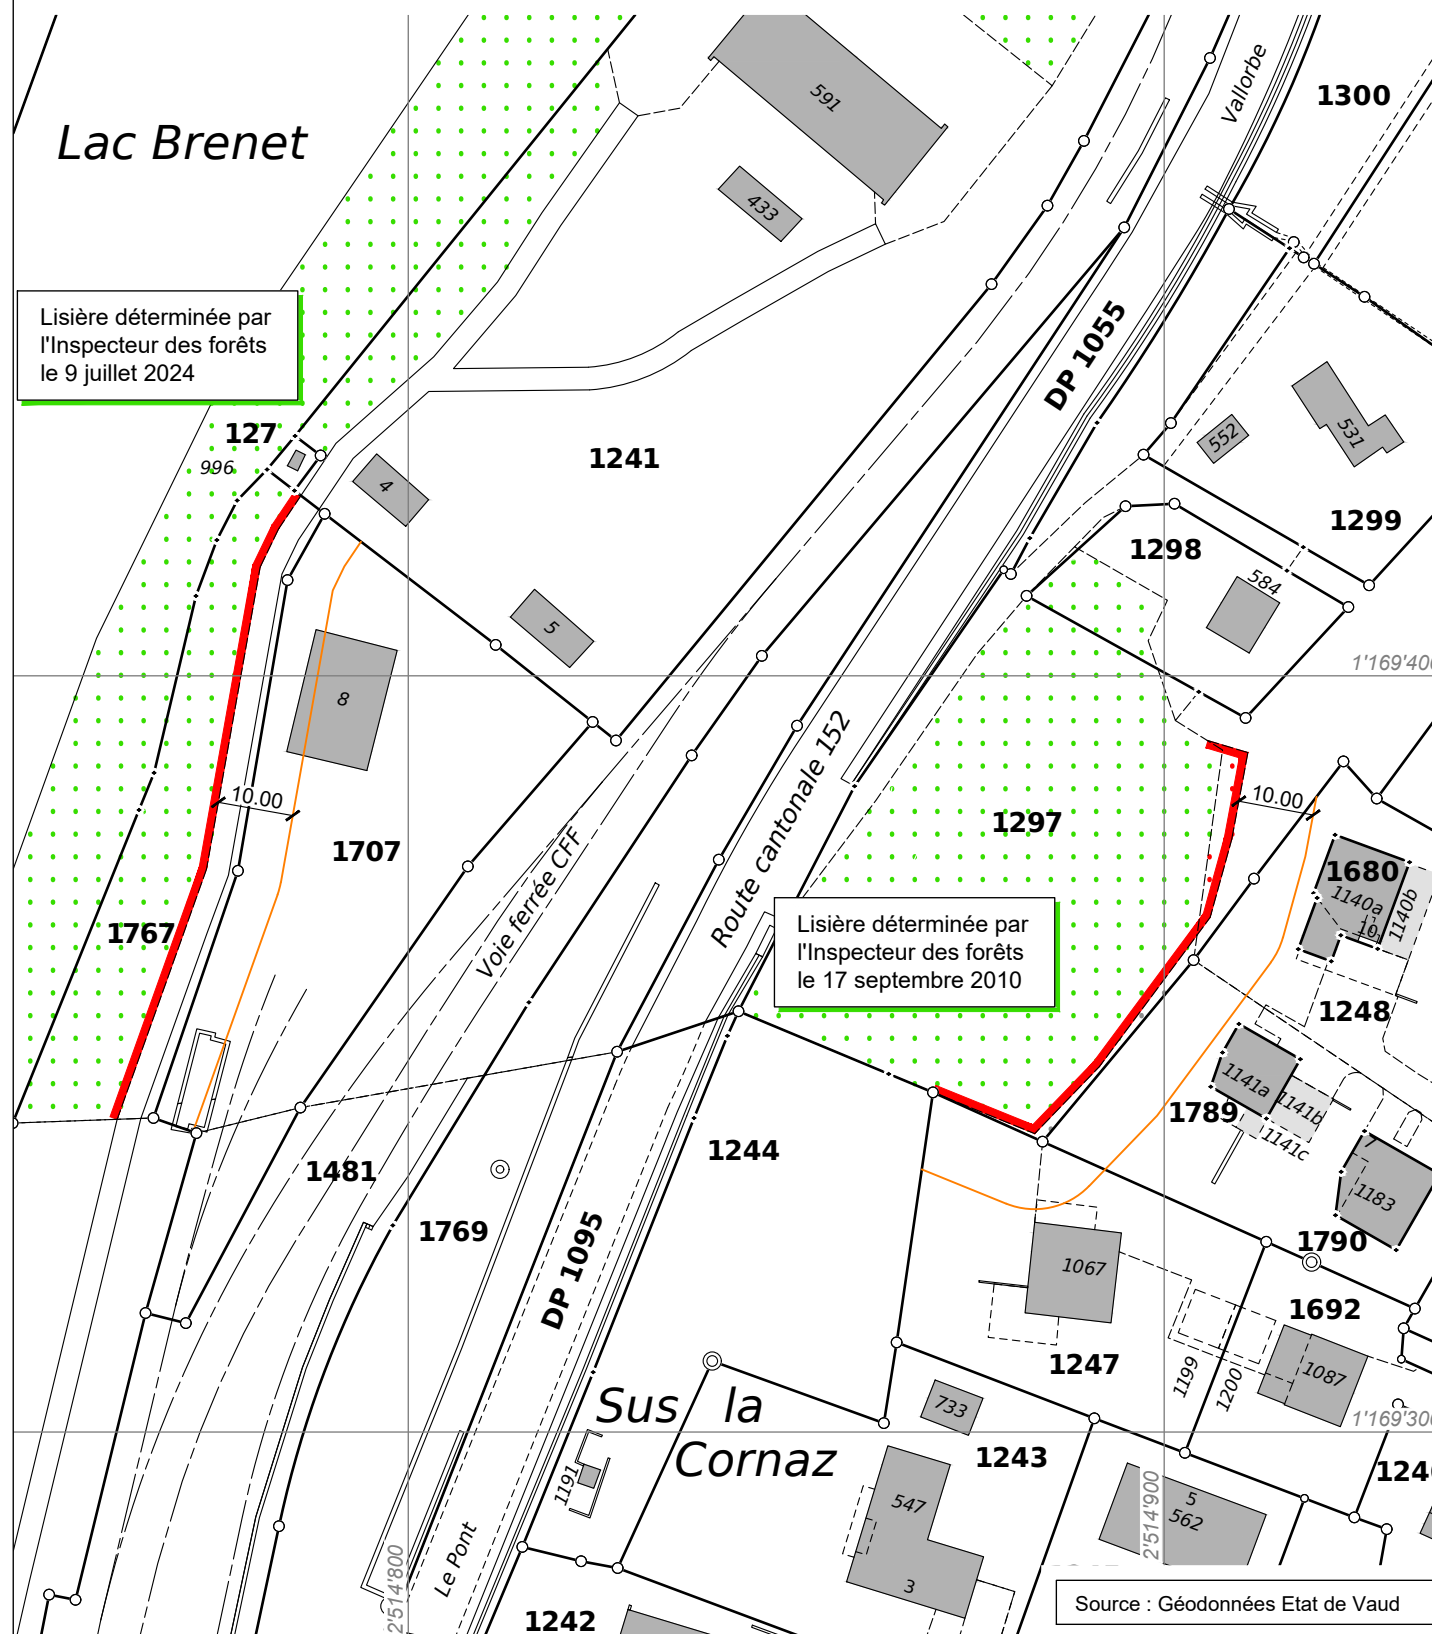 Lac Brenet
591
433
Vallorbe
1300
Lisière déterminée par
l'Inspecteur des forêts
le 9 juillet 2024
DP 1055
127
996
4
1241
552
531
1299
1298
584
5
8
1'169'400
10.00
1707
1767
Voie ferrée CFF
Route cantonale 152
1297
10.00
1680
1140a
10
1140b
Lisière déterminée par
l'Inspecteur des forêts
le 17 septembre 2010
1248
1141a
1141b
1141c
1789
7
1183
1244
1481
1769
DP 1095
1790
1067
1692
1247
1199
1200
1087
Sus la
Cornaz
733
1'169'300
1243
1191
547
3
5
562
2'514'800
2'514'900
Le Pont
1242
Source : Géodonnées Etat de Vaud